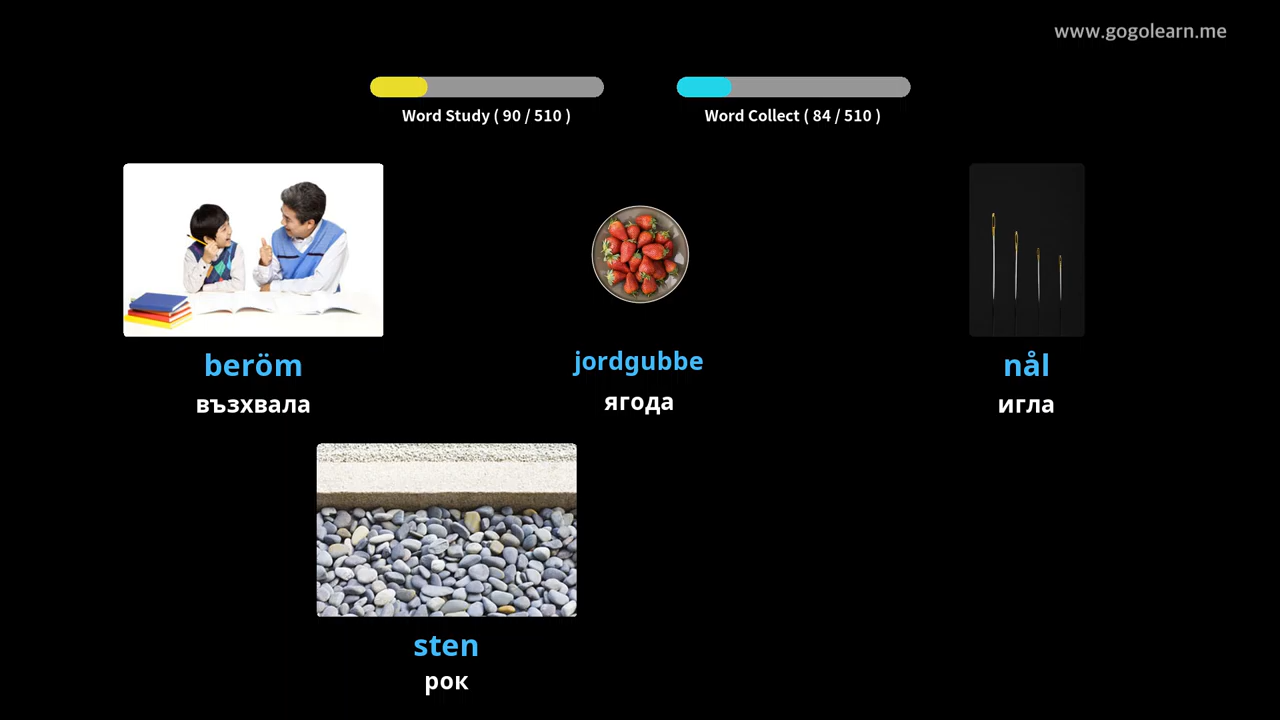 www.gogolearn.me
Word Study ( 90 / 510 )
Word Collect ( 84 / 510 )
beröm
възхвала
jordgubbe
ягода
nål
игла
sten
рок